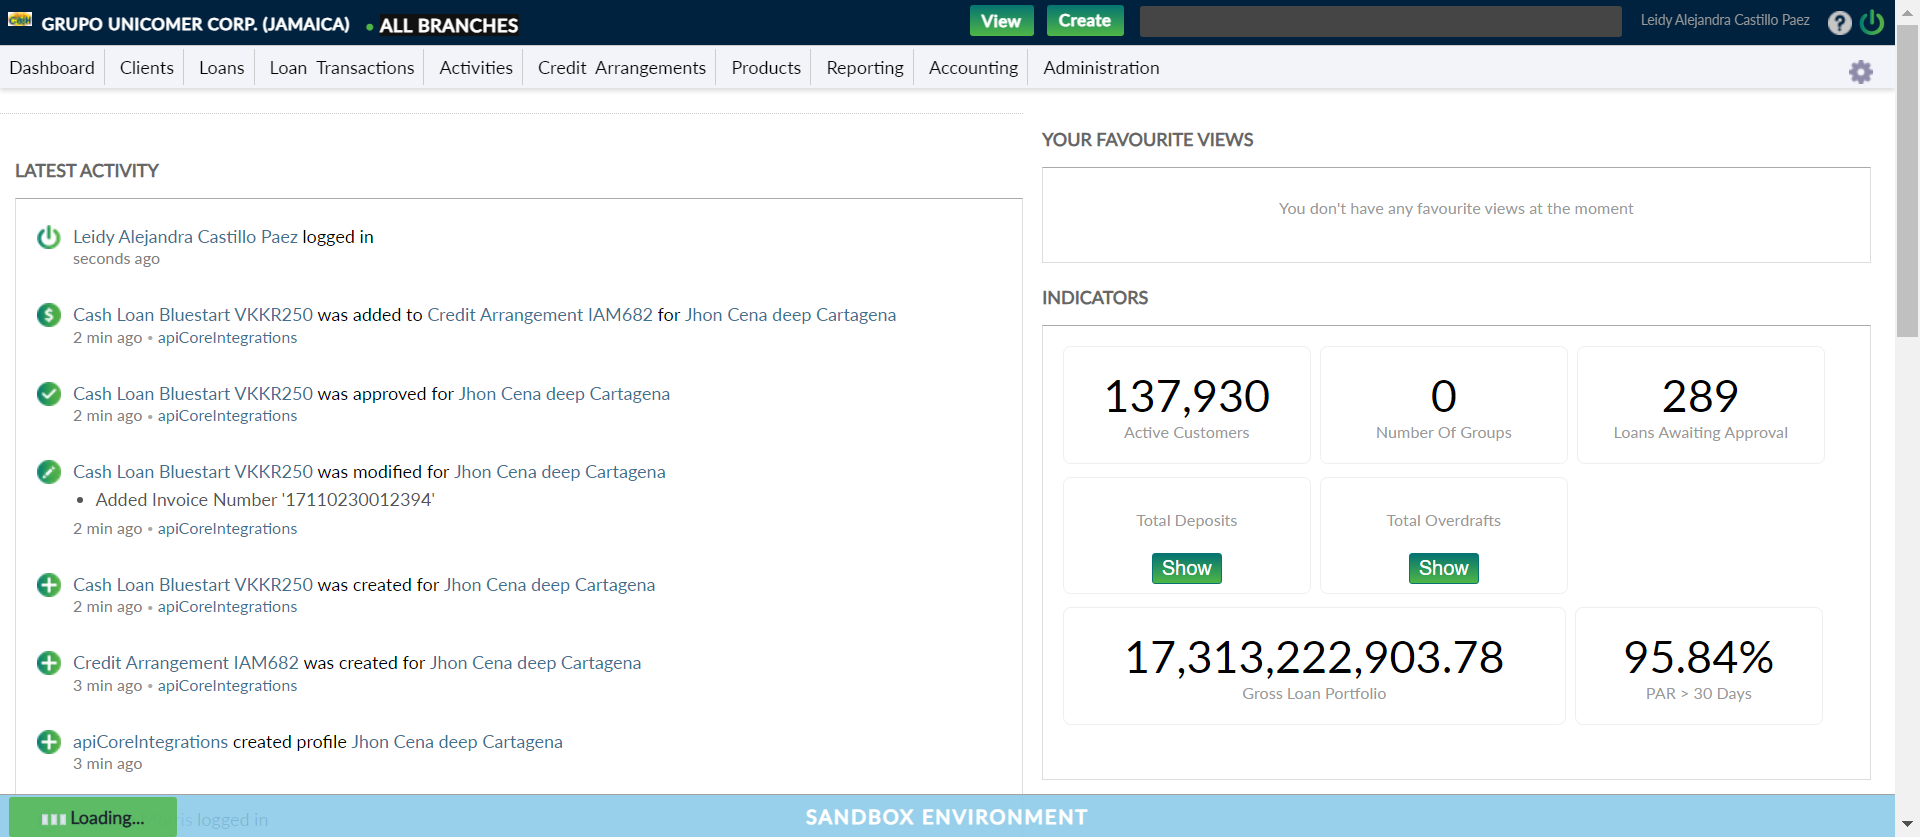 GRUPO UNICOMER CORP. (JAMAICA) • ALL BRANCHES
View
Create
Leidy Alejandra Castillo Paez
?
Dashboard
Clients
Loans
Loan Transactions
Activities
Credit Arrangements
Products
Reporting
Accounting
Administration
LATEST ACTIVITY
Leidy Alejandra Castillo Paez logged in
seconds ago
Cash Loan Bluestart VKKR250 was added to Credit Arrangement IAM682 for Jhon Cena deep Cartagena
2 min ago • apiCoreIntegrations
Cash Loan Bluestart VKKR250 was approved for Jhon Cena deep Cartagena
2 min ago • apiCoreIntegrations
Cash Loan Bluestart VKKR250 was modified for Jhon Cena deep Cartagena
• Added Invoice Number '17110230012394'
2 min ago • apiCoreIntegrations
Cash Loan Bluestart VKKR250 was created for Jhon Cena deep Cartagena
2 min ago • apiCoreIntegrations
Credit Arrangement IAM682 was created for Jhon Cena deep Cartagena
3 min ago • apiCoreIntegrations
apiCoreIntegrations created profile Jhon Cena deep Cartagena
3 min ago
logged in
YOUR FAVOURITE VIEWS
You don't have any favourite views at the moment
INDICATORS
137,930
Active Customers
0
Number Of Groups
289
Loans Awaiting Approval
Total Deposits
Show
Total Overdrafts
Show
17,313,222,903.78
Gross Loan Portfolio
95.84%
PAR > 30 Days
Loading...
SANDBOX ENVIRONMENT